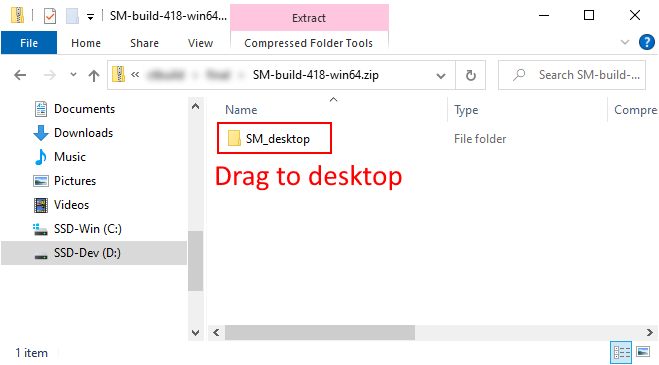 SM-build-418-win64....
Extract
File
Home
Share
View
Compressed Folder Tools
SM-build-418-win64.zip
Search SM-build-...
Name
Type
Compre
Documents
SM_desktop
File folder
Downloads
Music
Drag to desktop
Pictures
Videos
SSD-Win (C:)
SSD-Dev (D:)
1 item